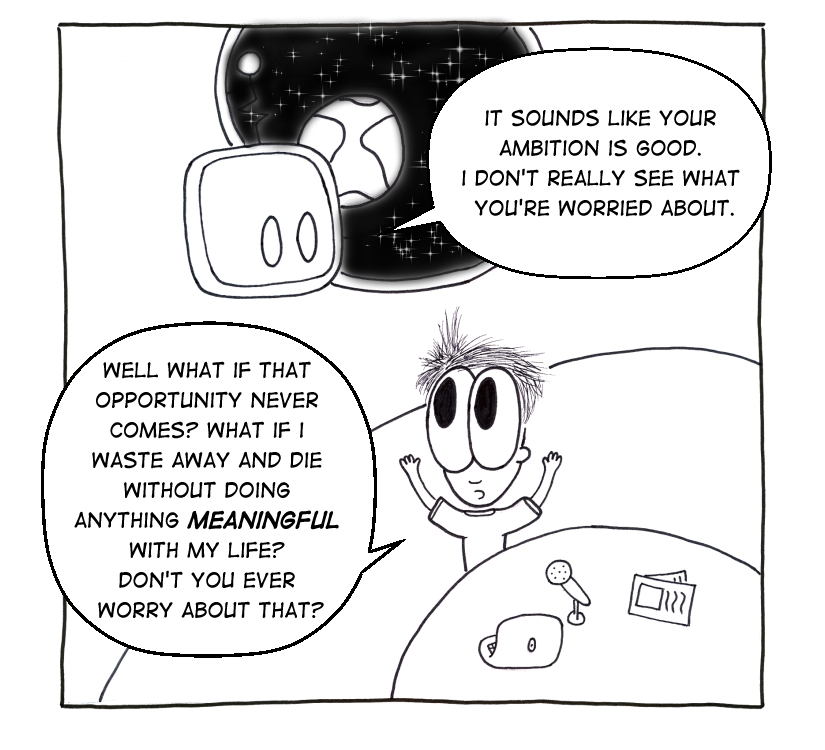 IT SOUNDS LIKE YOUR
AMBITION IS GOOD.
I DON'T REALLY SEE WHAT
YOU'RE WORRIED ABOUT.
WELL WHAT IF THAT
OPPORTUNITY NEVER
COMES? WHAT IF I
WASTE AWAY AND DIE
WITHOUT DOING
ANYTHING MEANINGFUL
WITH MY LIFE?
DON'T YOU EVER
WORRY ABOUT THAT?